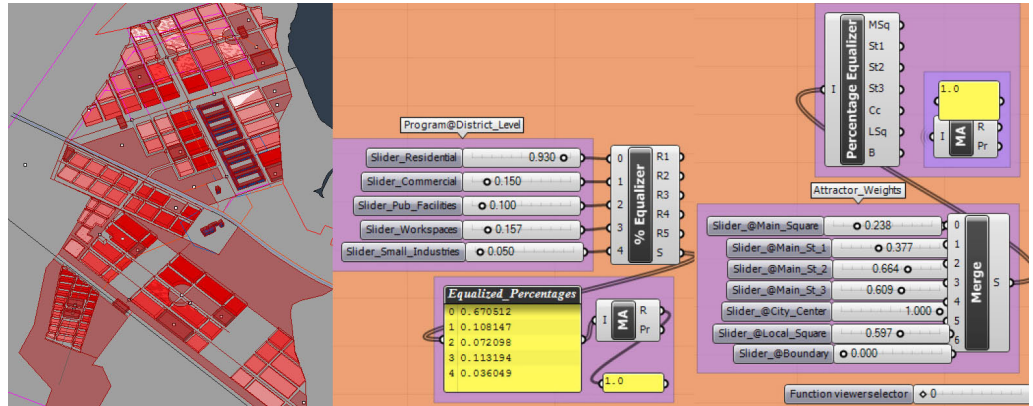 Program@District_Level
Slider_Residential 0.930
Slider_Commercial 0.150
Slider_Pub_Facilities 0.100
Slider_Workspaces 0.157
Slider_Small_Industries 0.050
0
1
2
3
4
% Equalizer
R1
R2
R3
R4
R5
S
Equalized_Percentages
0 0.670512
1 0.108147
2 0.072098
3 0.113194
4 0.036049
I
MA
R
Pr
1.0
I
Percentage Equalizer
MSq
St1
St2
St3
Cc
LSq
B
1.0
I
MA
R
Pr
Attractor_Weights
Slider_@Main_Square 0.238
Slider_@Main_St_1 0.377
Slider_@Main_St_2 0.664
Slider_@Main_St_3 0.609
Slider_@City_Center 1.000
Slider_@Local_Square 0.597
Slider_@Boundary 0.000
0
1
2
3
4
5
6
Merge
S
Function viewerselector 0